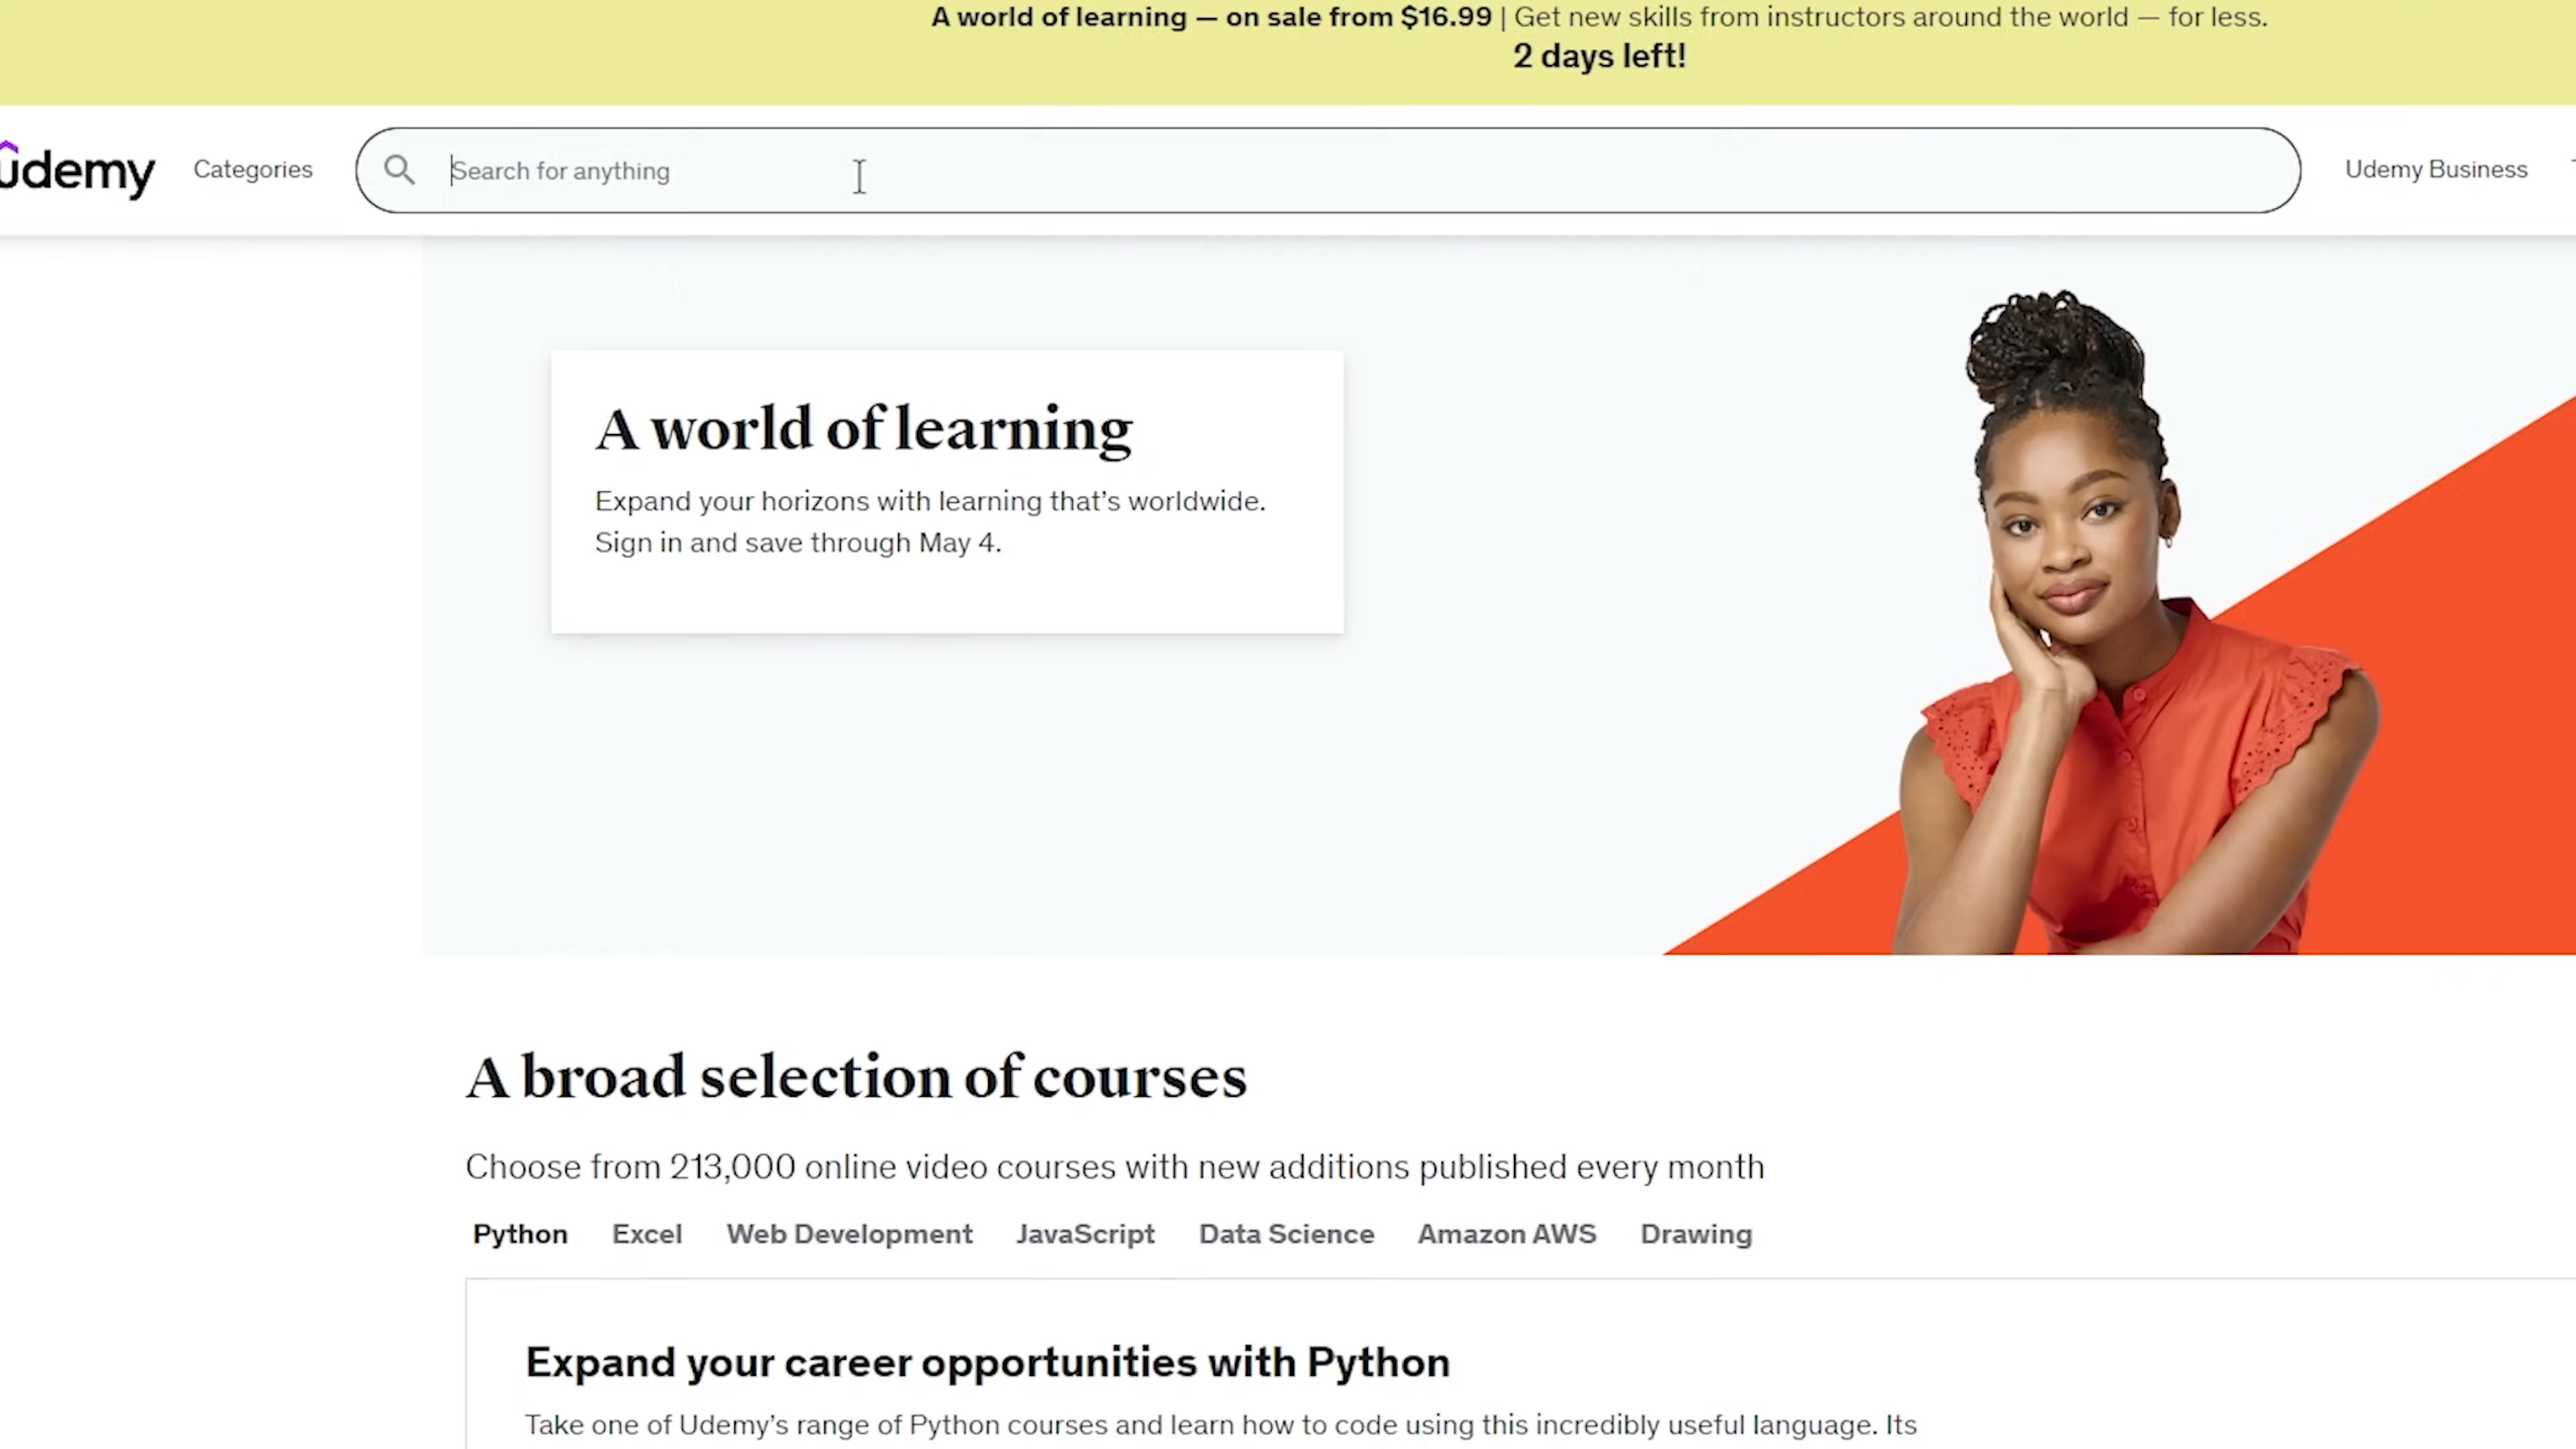 A world of learning — on sale from $16.99 | Get new skills from instructors around the world — for less.
2 days left!
udemy
Categories
Search for anything
Udemy Business
A world of learning
Expand your horizons with learning that's worldwide.
Sign in and save through May 4.
A broad selection of courses
Choose from 213,000 online video courses with new additions published every month
Python Excel Web Development JavaScript Data Science Amazon AWS Drawing
Expand your career opportunities with Python
Take one of Udemy's range of Python courses and learn how to code using this incredibly useful language. Its